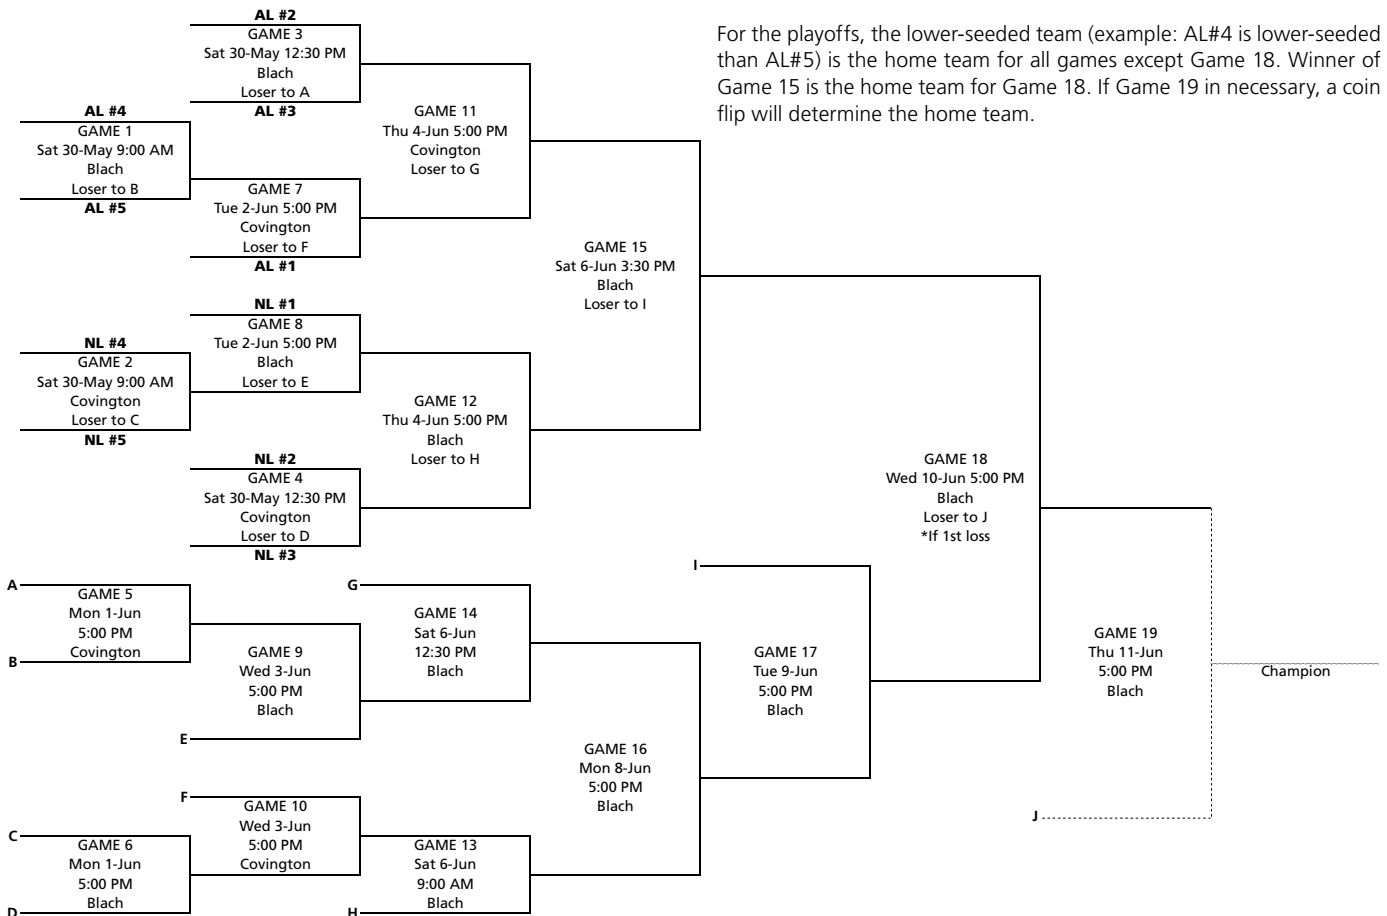 AL #2
GAME 3
Sat 30-May 12:30 PM
Blach
Loser to A
AL #3
For the playoffs, the lower-seeded team (example: AL#4 is lower-seeded
than AL#5) is the home team for all games except Game 18. Winner of
Game 15 is the home team for Game 18. If Game 19 in necessary, a coin
flip will determine the home team.
AL #4
GAME 1
Sat 30-May 9:00 AM
Blach
Loser to B
AL #5
GAME 11
Thu 4-Jun 5:00 PM
Covington
Loser to G
GAME 7
Tue 2-Jun 5:00 PM
Covington
Loser to F
AL #1
GAME 15
Sat 6-Jun 3:30 PM
Blach
Loser to I
NL #1
GAME 8
Tue 2-Jun 5:00 PM
Blach
Loser to E
NL #4
GAME 2
Sat 30-May 9:00 AM
Covington
Loser to C
NL #5
GAME 12
Thu 4-Jun 5:00 PM
Blach
Loser to H
NL #2
GAME 4
Sat 30-May 12:30 PM
Covington
Loser to D
NL #3
GAME 18
Wed 10-Jun 5:00 PM
Blach
Loser to J
*If 1st loss
A
GAME 5
Mon 1-Jun
5:00 PM
Covington
B
G
GAME 14
Sat 6-Jun
12:30 PM
Blach
I
GAME 9
Wed 3-Jun
5:00 PM
Blach
E
GAME 17
Tue 9-Jun
5:00 PM
Blach
GAME 19
Thu 11-Jun
5:00 PM
Blach
Champion
GAME 16
Mon 8-Jun
5:00 PM
Blach
F
GAME 10
Wed 3-Jun
5:00 PM
Covington
J
C
GAME 6
Mon 1-Jun
5:00 PM
Blach
D
GAME 13
Sat 6-Jun
9:00 AM
Blach
H